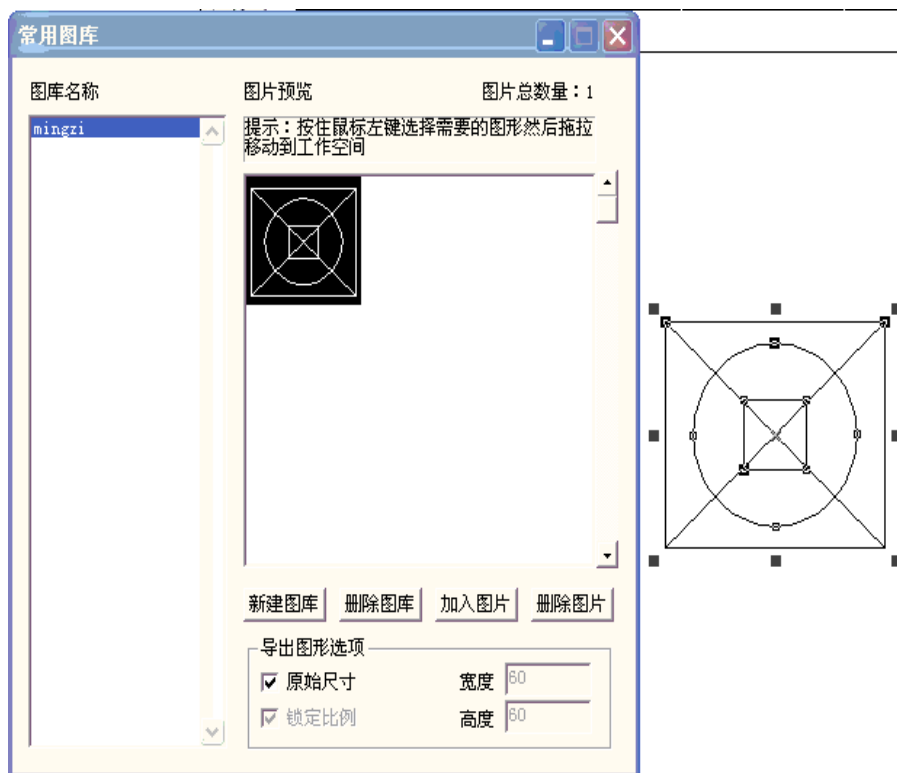 常用图库
图库名称
图片预览
图片总数量：1
mingzi
提示：按住鼠标左键选择需要的图形然后拖拉
移动到工作空间
新建图库
删除图库
加入图片
删除图片
导出图形选项
原始尺寸
宽度
60
锁定比例
高度
60